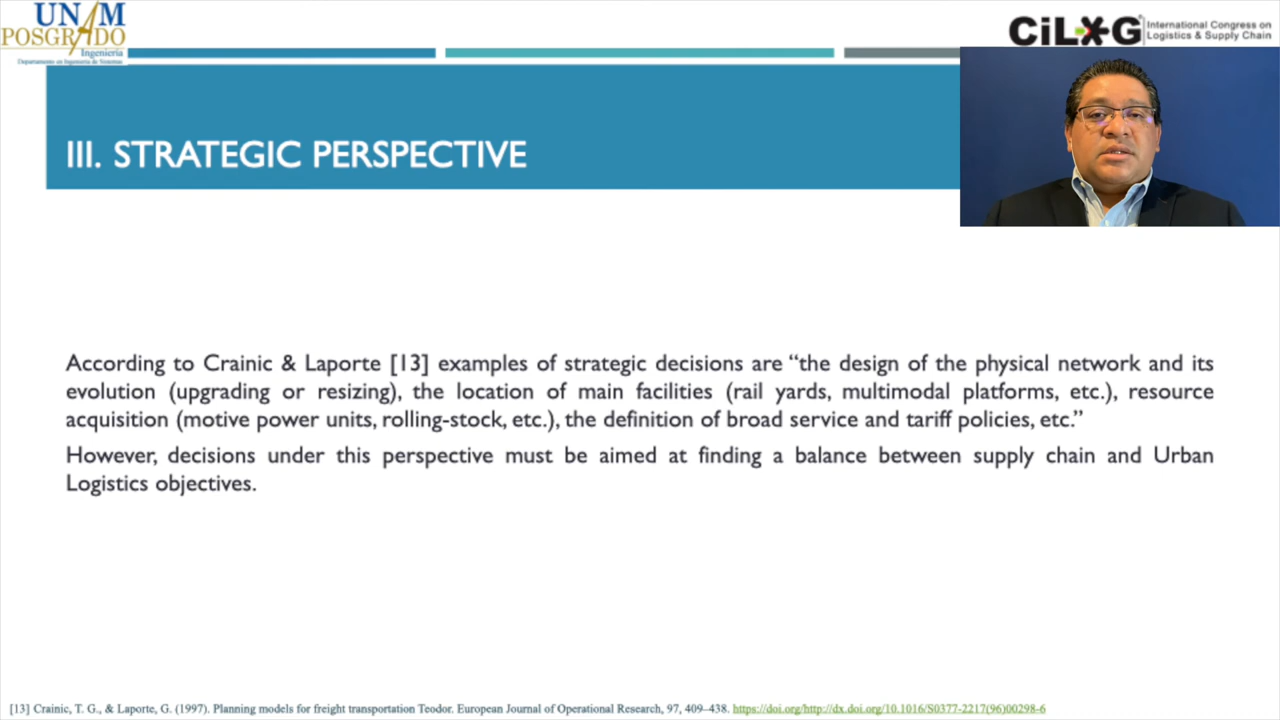 UNAM
POSGRADO
Ingeniería
Departamento en Ingeniería de Sistemas
CiLOG
International Congress on
Logistics & Supply Chain
III. STRATEGIC PERSPECTIVE
According to Crainic & Laporte [13] examples of strategic decisions are “the design of the physical network and its
evolution (upgrading or resizing), the location of main facilities (rail yards, multimodal platforms, etc.), resource
acquisition (motive power units, rolling-stock, etc.), the definition of broad service and tariff policies, etc.”
However, decisions under this perspective must be aimed at finding a balance between supply chain and Urban
Logistics objectives.
[13] Crainic, T. G., & Laporte, G. (1997). Planning models for freight transportation Teodor. European Journal of Operational Research, 97, 409–438. https://doi.org/http://dx.doi.org/10.1016/S0377-2217(96)00298-6